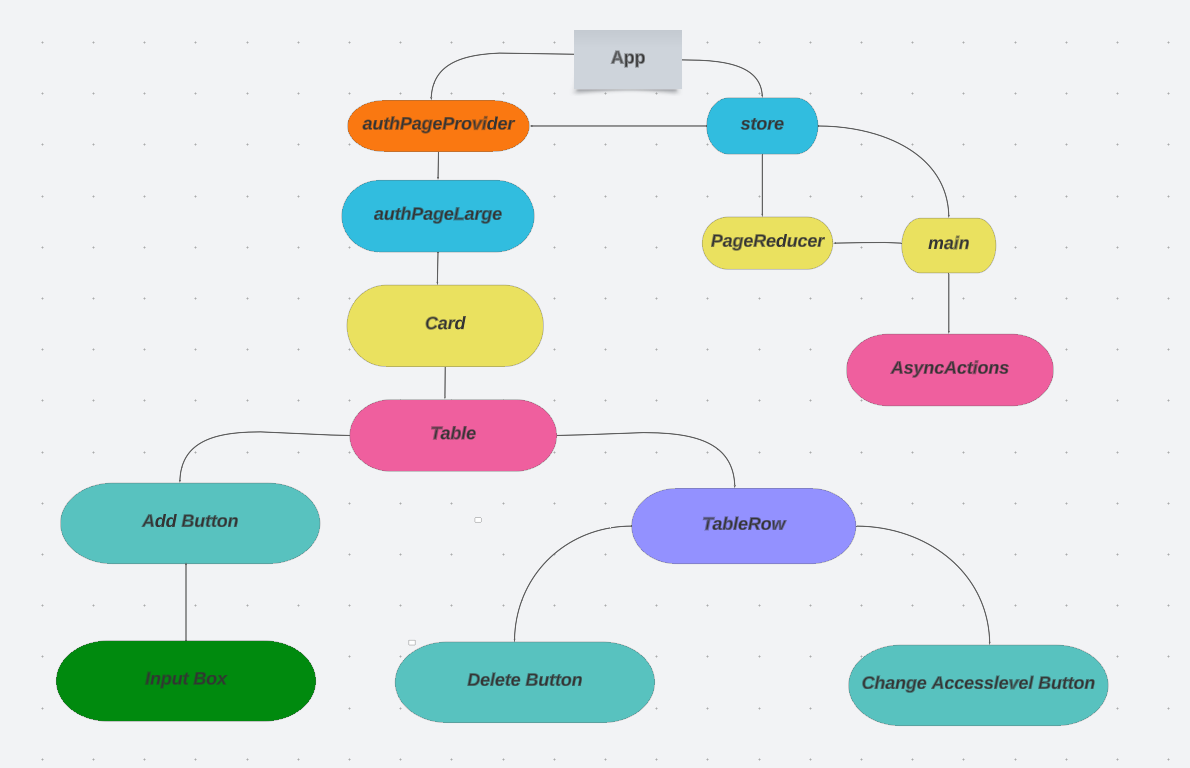 App
authPageProvider
store
authPageLarge
PageReducer
main
Card
AsyncActions
Table
Add Button
TableRow
Input Box
Delete Button
Change Accesslevel Button